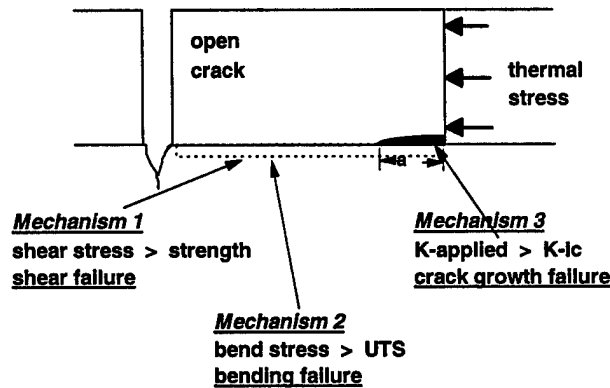 open
crack
thermal
stress
a
Mechanism 1
shear stress > strength
shear failure
Mechanism 3
K-applied > K-ic
crack growth failure
Mechanism 2
bend stress > UTS
bending failure